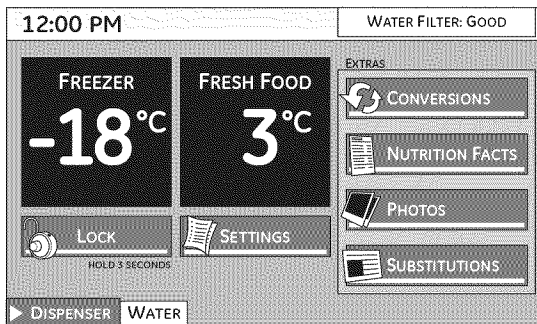 12:00 PM
WATER FILTER: GOOD
FREEZER
-18°C
FRESH FOOD
3°C
LOCK
HOLD 3 SECONDS
SETTINGS
EXTRAS
CONVERSIONS
NUTRITION FACTS
PHOTOS
SUBSTITUTIONS
DISPENSER
WATER